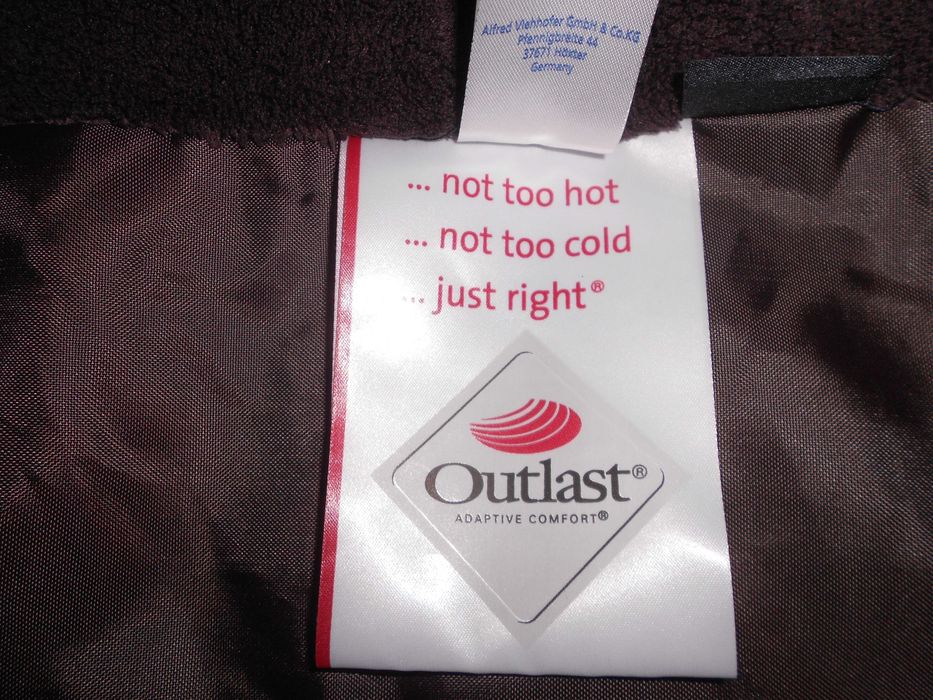 Alfred Viehhofer GmbH & Co.KG
Pfennigbreite 44
37671 Höxter
Germany
... not too hot
... not too cold
... just right®
Outlast®
ADAPTIVE COMFORT®